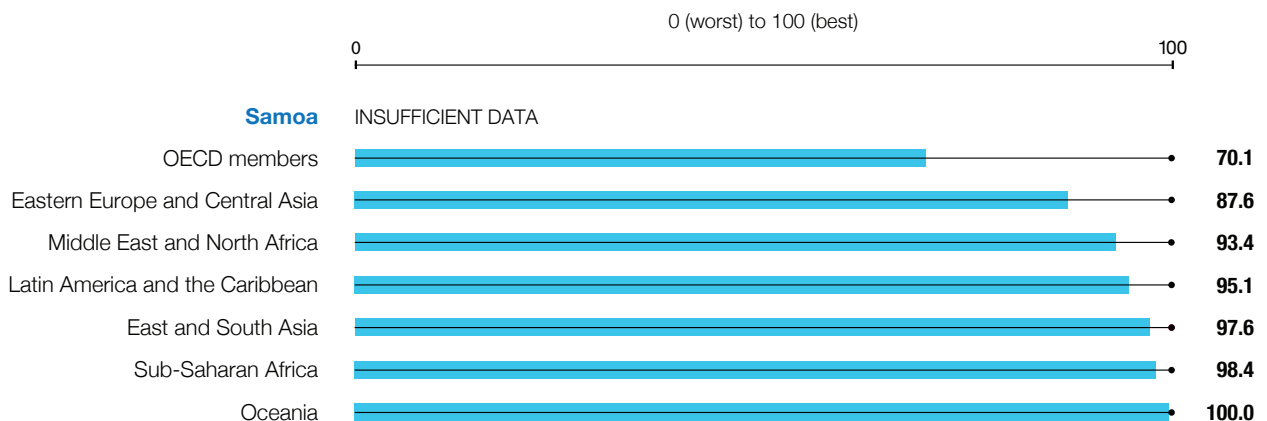 0 (worst) to 100 (best)
0 100
Samoa INSUFFICIENT DATA
OECD members 70.1
Eastern Europe and Central Asia 87.6
Middle East and North Africa 93.4
Latin America and the Caribbean 95.1
East and South Asia 97.6
Sub-Saharan Africa 98.4
Oceania 100.0